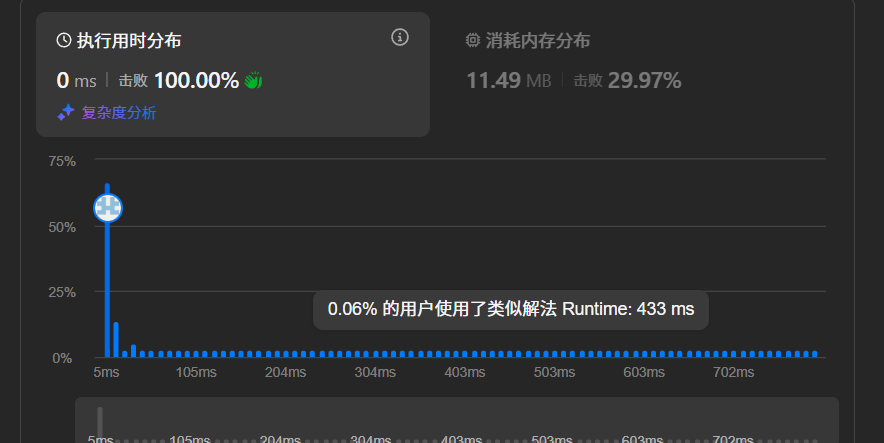 执行用时分布
0 ms 击败 100.00%
复杂度分析
消耗内存分布
11.49 MB 击败 29.97%
75%
50%
25%
0%
0.06% 的用户使用了类似解法 Runtime: 433 ms
5ms 105ms 204ms 304ms 403ms 503ms 603ms 702ms
5ms 105ms 204ms 304ms 403ms 503ms 603ms 702ms